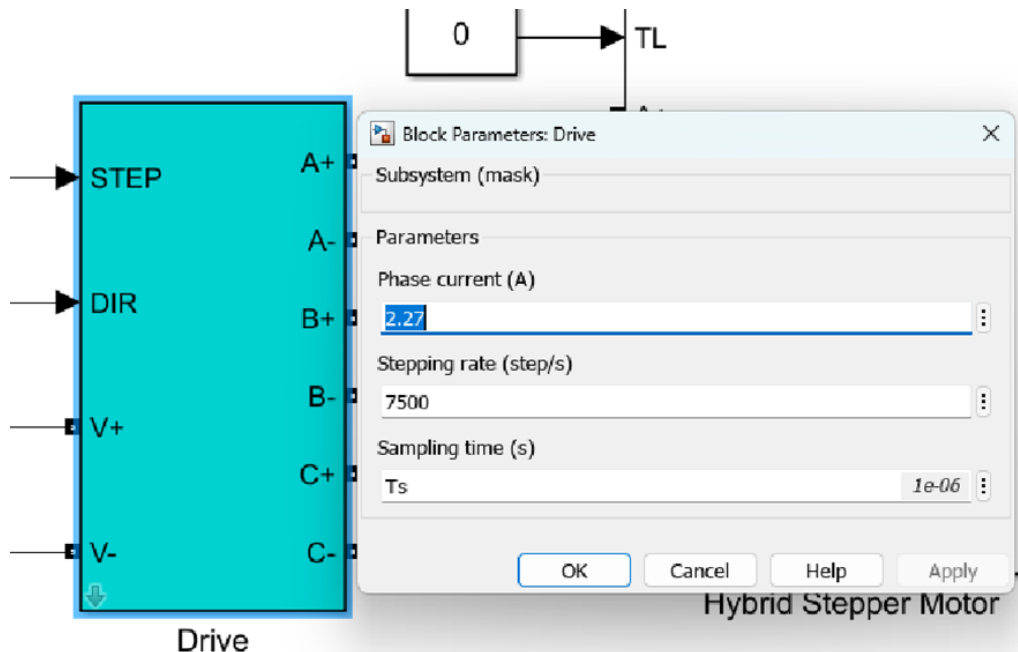 0
TL
Block Parameters: Drive
Subsystem (mask)
Parameters
Phase current (A)
2.27
Stepping rate (step/s)
7500
Sampling time (s)
Ts
1e-06
OK
Cancel
Help
Apply
STEP
DIR
V+
V-
A+
A-
B+
B-
C+
C-
Drive
Hybrid Stepper Motor